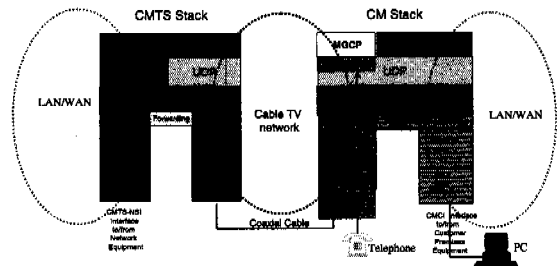 CMTS Stack
CM Stack
MGCP
UDP
UDP
LAN/WAN
Forwarding
Cable TV
network
LAN/WAN
CMTS-NSI
Interface
to/from
Network
Equipment
Coaxial Cable
Telephone
CMCI Interface
to/from
Customer
Premises
Equipment
PC